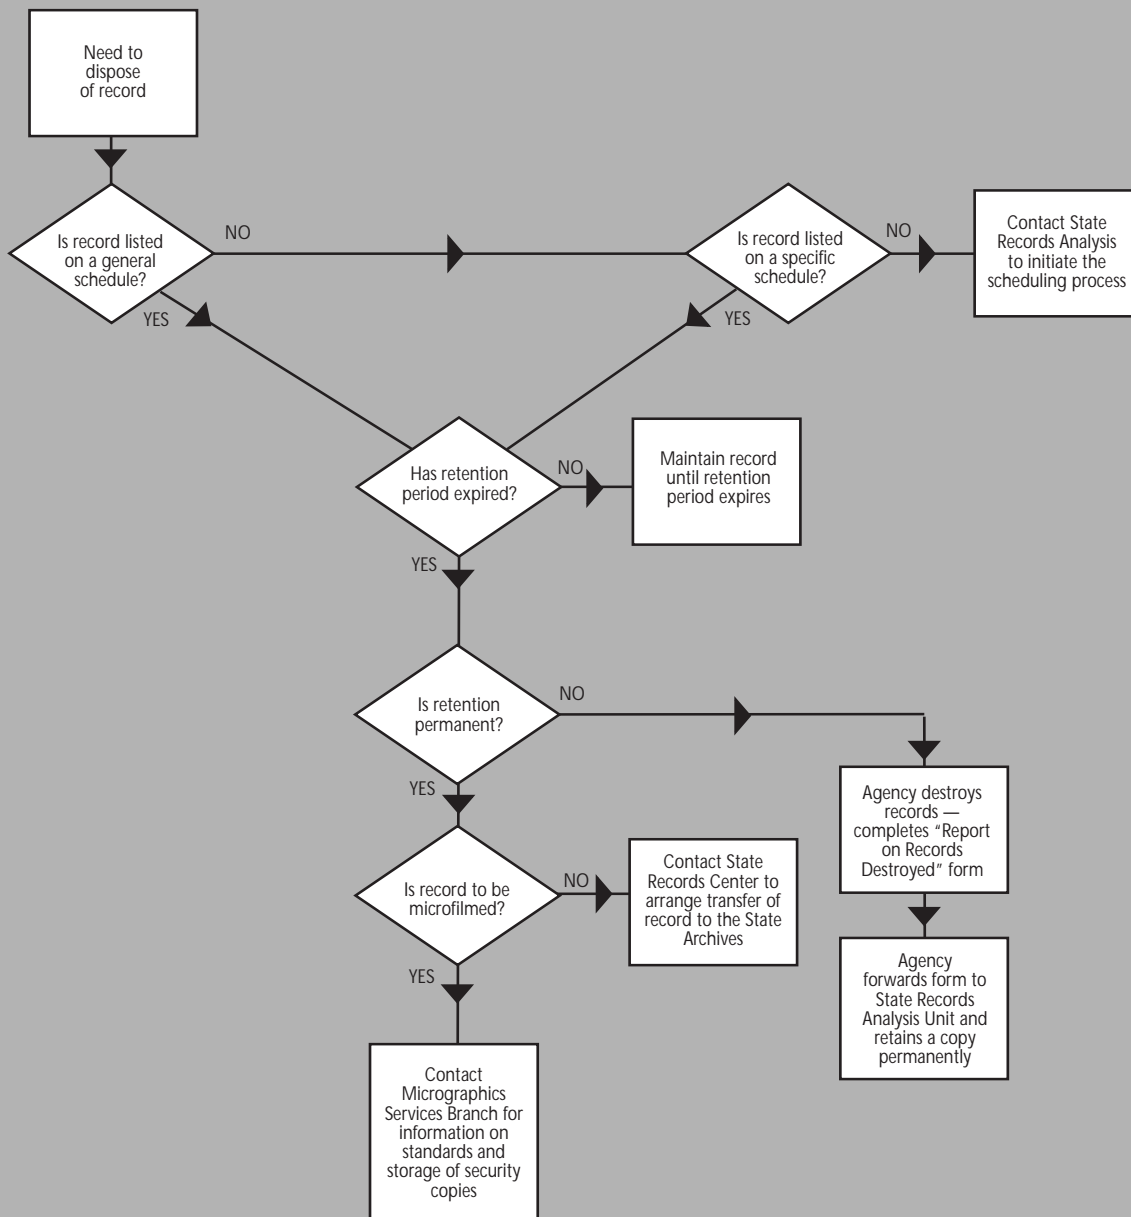 Need to
dispose
of record
Is record listed
on a general
schedule?
NO
YES
Is record listed
on a specific
schedule?
NO
YES
Contact State
Records Analysis
to initiate the
scheduling process
Has retention
period expired?
NO
YES
Maintain record
until retention
period expires
Is retention
permanent?
NO
YES
Agency destroys
records —
completes “Report
on Records
Destroyed” form
Is record to be
microfilmed?
NO
YES
Contact State
Records Center to
arrange transfer of
record to the State
Archives
Agency
forwards form to
State Records
Analysis Unit and
retains a copy
permanently
Contact
Micrographics
Services Branch for
information on
standards and
storage of security
copies